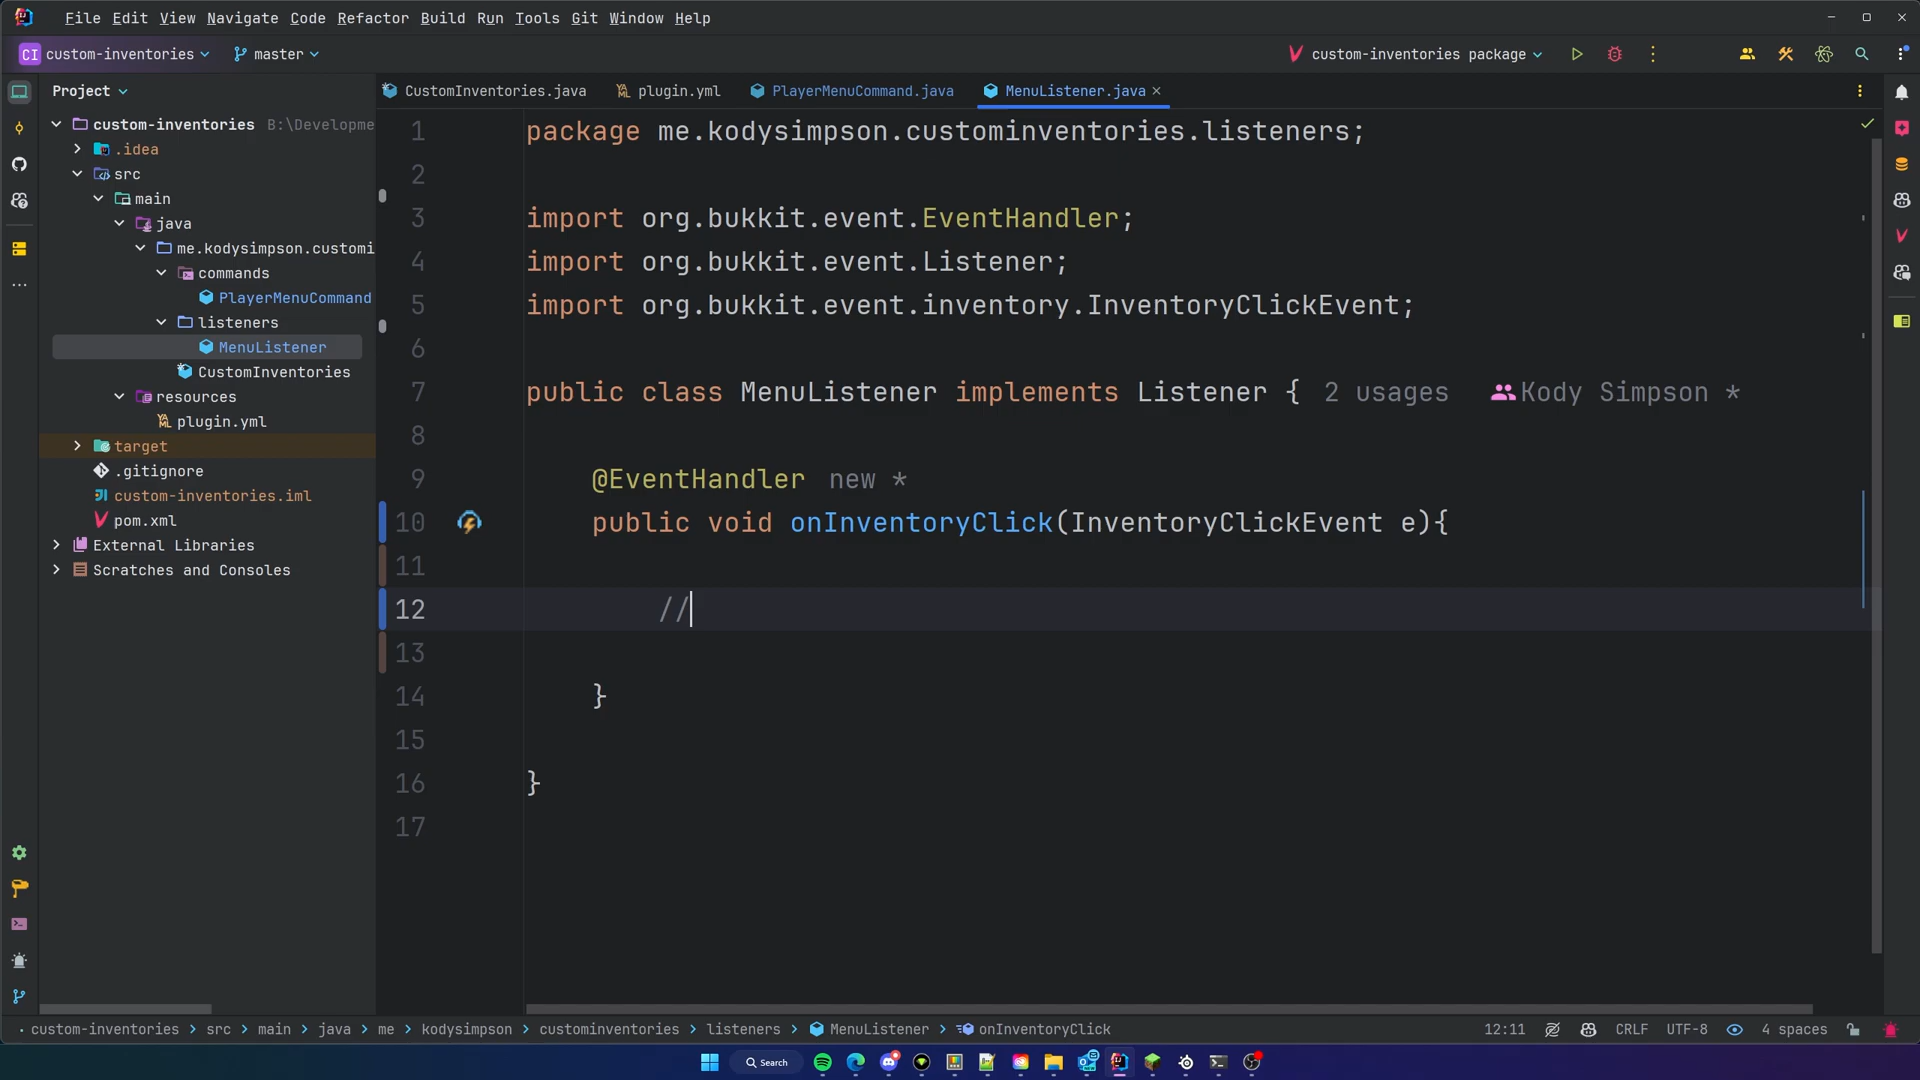 File Edit View Navigate Code Refactor Build Run Tools Git Window Help
CI custom-inventories master custom-inventories package
Project
CustomInventories.java plugin.yml PlayerMenuCommand.java MenuListener.java
custom-inventories B:\Developme
.idea
src
main
java
me.kodysimpson.customi
commands
PlayerMenuCommand
listeners
MenuListener
CustomInventories
resources
plugin.yml
target
.gitignore
custom-inventories.iml
pom.xml
External Libraries
Scratches and Consoles
1 package me.kodysimpson.custominventories.listeners;
2
3 import org.bukkit.event.EventHandler;
4 import org.bukkit.event.Listener;
5 import org.bukkit.event.inventory.InventoryClickEvent;
6
7 public class MenuListener implements Listener { 2 usages Kody Simpson *
8
9 @EventHandler new *
10 public void onInventoryClick(InventoryClickEvent e){
11
12 //
13
14 }
15
16 }
17
custom-inventories > src > main > java > me > kodysimpson > custominventories > listeners > MenuListener > onInventoryClick 12:11 CRLF UTF-8 4 spaces
Search